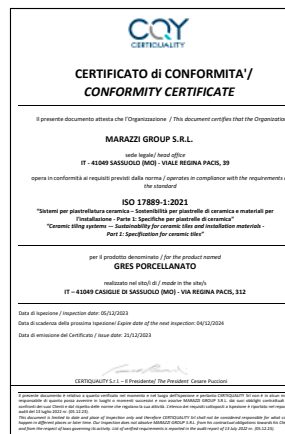 CQY
CERTIQUALITY
CERTIFICATO di CONFORMITA'/
CONFORMITY CERTIFICATE
Il presente documento attesta che l'Organizzazione / This document certifies that the Organization
MARAZZI GROUP S.R.L.
sede legale/ head office
IT - 41049 SASSUOLO (MO) - VIALE REGINA PACIS, 39
opera in conformità ai requisiti previsti dalla norma / operates in compliance with the requirements
the standard
ISO 17889-1:2021
"Sistemi per piastrellatura ceramica – Sostenibilità per piastrelle di ceramica e materiali per
l'installazione - Parte 1: Specifiche per piastrelle di ceramica"
"Ceramic tiling systems — Sustainability for ceramic tiles and installation materials -
Part 1: Specification for ceramic tiles"
per il prodotto denominato / for the product named
GRES PORCELLANATO
realizzato nel sito/i di / made in the site/s
IT – 41049 CASIGLIE DI SASSUOLO (MO) - VIA REGINA PACIS, 312
Data di ispezione / inspection date: 05/12/2023
Data di scadenza della prossima ispezione/ Expire date of the next inspection: 04/12/2024
Data di emissione del Certificato / Issue date: 21/12/2023
CERTIQUALITY S.r.l. – Il Presidente/ The President Cesare Puccioni